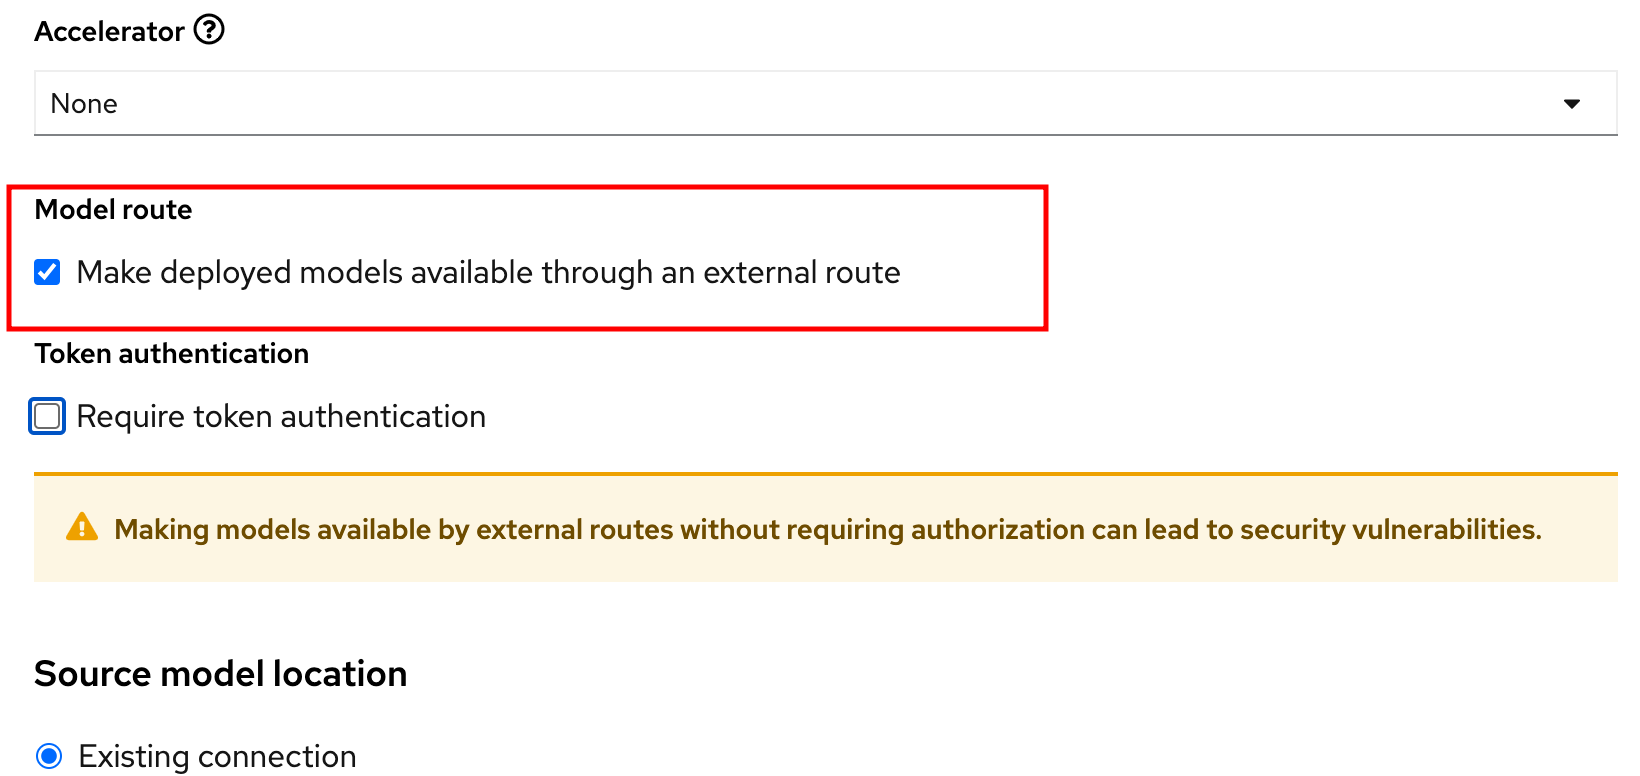 Accelerator
None
Model route
Make deployed models available through an external route
Token authentication
Require token authentication
Making models available by external routes without requiring authorization can lead to security vulnerabilities.
Source model location
Existing connection